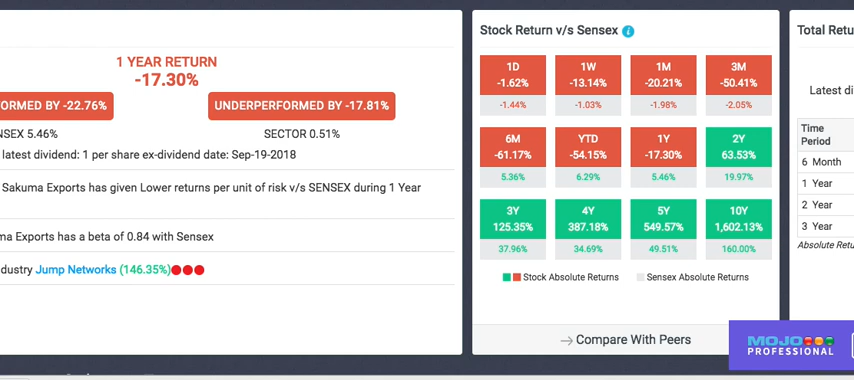 1 YEAR RETURN
-17.30%
ORMED BY -22.76%
UNDERPERFORMED BY -17.81%
NSEX 5.46%
SECTOR 0.51%
latest dividend: 1 per share ex-dividend date: Sep-19-2018
Sakuma Exports has given Lower returns per unit of risk v/s SENSEX during 1 Year
ma Exports has a beta of 0.84 with Sensex
dustry Jump Networks (146.35%)
Stock Return v/s Sensex i
1D 1W 1M 3M
-1.62% -13.14% -20.21% -50.41%
-1.44% -1.03% -1.98% -2.05%
6M YTD 1Y 2Y
-61.17% -54.15% -17.30% 63.53%
5.36% 6.29% 5.46% 19.97%
3Y 4Y 5Y 10Y
125.35% 387.18% 549.57% 1,602.13%
37.96% 34.69% 49.51% 160.00%
Stock Absolute Returns Sensex Absolute Returns
Compare With Peers
Total Retu
Latest di
Time
Period
6 Month
1 Year
2 Year
3 Year
Absolute Retu
MOJO
PROFESSIONAL